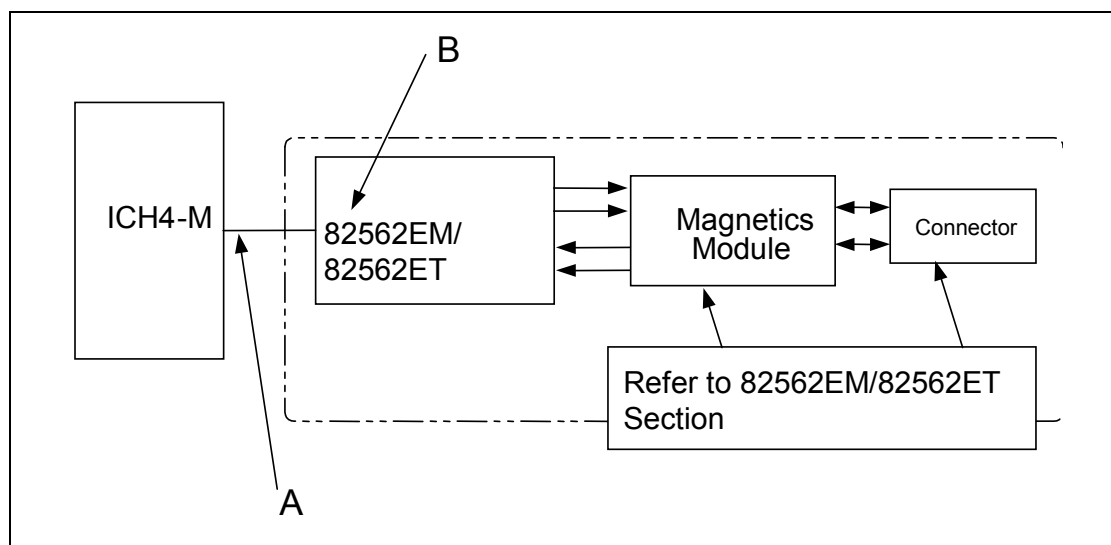 B
ICH4-M
82562EM/
82562ET
Magnetics
Module
Connector
Refer to 82562EM/82562ET
Section
A